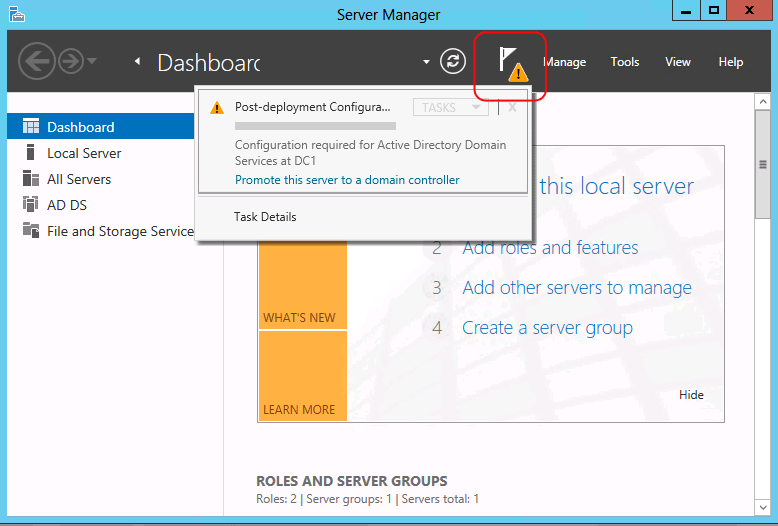 Server Manager
Dashboard
Manage Tools View Help
Post-deployment Configura...
TASKS
Configuration required for Active Directory Domain
Services at DC1
Promote this server to a domain controller
Task Details
Dashboard
Local Server
All Servers
AD DS
File and Storage Service
this local server
2 Add roles and features
3 Add other servers to manage
4 Create a server group
WHAT'S NEW
LEARN MORE
Hide
ROLES AND SERVER GROUPS
Roles: 2 | Server groups: 1 | Servers total: 1